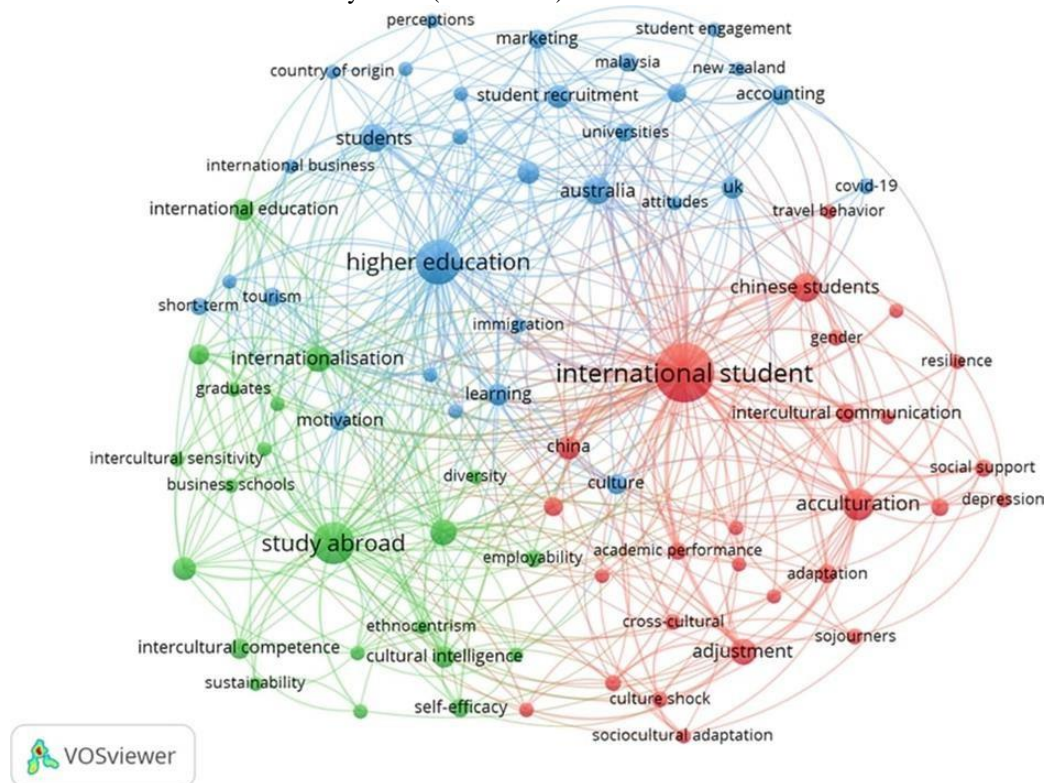 perceptions
marketing
student engagement
country of origin
malaysia
new zealand
student recruitment
accounting
students
universities
international business
australia
attitudes
uk
covid-19
international education
travel behavior
higher education
chinese students
short-term
tourism
immigration
gender
internationalisation
international student
resilience
graduates
learning
motivation
intercultural communication
china
intercultural sensitivity
social support
business schools
diversity
culture
acculturation
depression
study abroad
employability
academic performance
adaptation
ethnocentrism
cross-cultural
sojourners
intercultural competence
cultural intelligence
adjustment
sustainability
self-efficacy
culture shock
sociocultural adaptation
VOSviewer